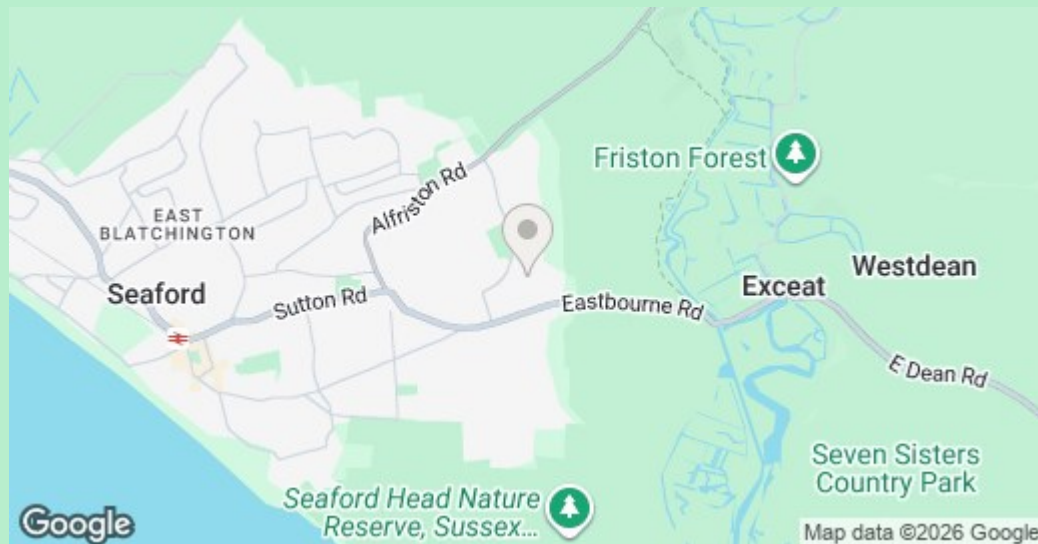 Friston Forest
Alfriston Rd
EAST
BLATCHINGTON
Westdean
Exceat
Seaford
Sutton Rd
Eastbourne Rd
E Dean Rd
Seven Sisters
Country Park
Seaford Head Nature
Reserve, Sussex...
Google
Map data ©2026 Google